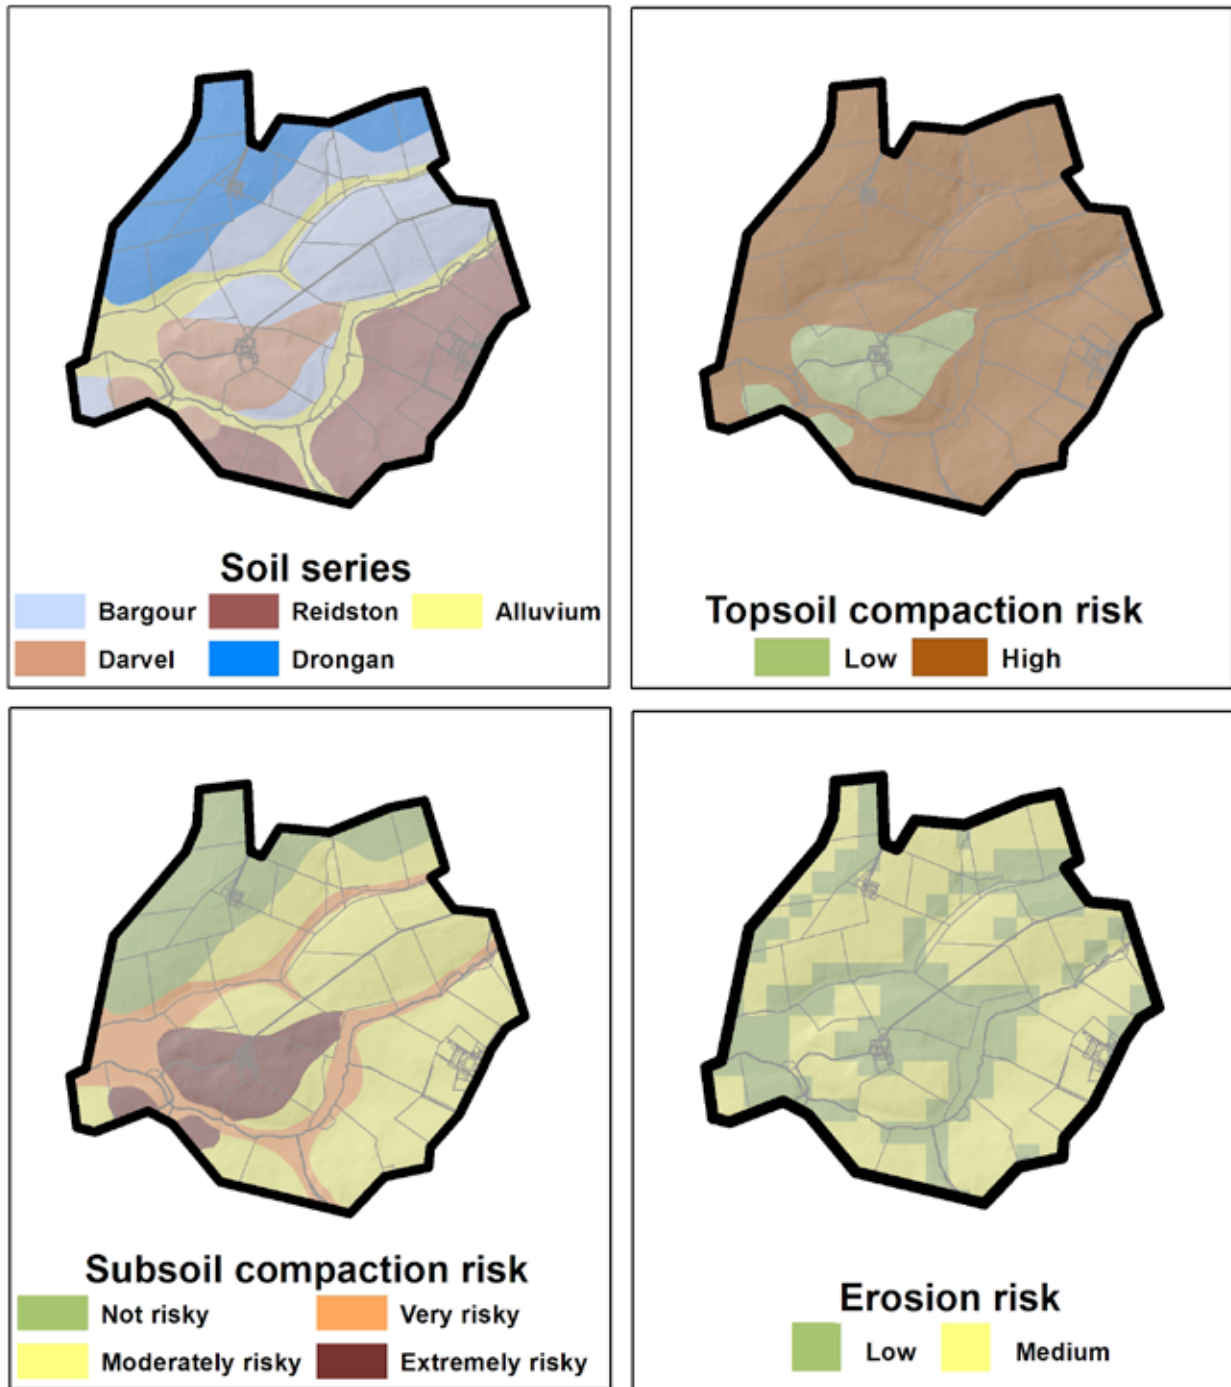 Soil series
Bargour Reidston Alluvium
Darvel Drongan
Topsoil compaction risk
Low High
Subsoil compaction risk
Not risky Very risky
Moderately risky Extremely risky
Erosion risk
Low Medium